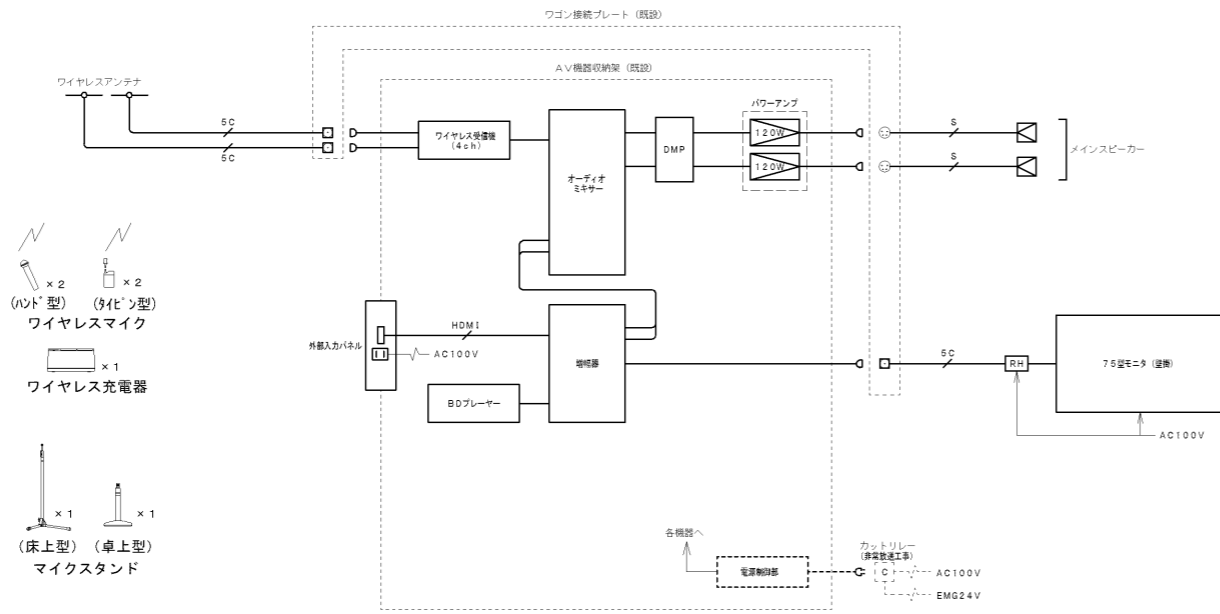 ワゴン接続プレート(既設)
AV機器収納架(既設)
ワイヤレスアンテナ
5C
5C
ワイヤレス受信機
(4ch)
オーディオ
ミキサー
DMP
パワーアンプ
120W
120W
S
S
メインスピーカー
×2
×2
(ハンド型)
(タイピン型)
ワイヤレスマイク
×1
ワイヤレス充電器
外部入力パネル
HDMI
AC100V
増幅器
BDプレーヤー
5C
RH
75型モニタ(壁掛)
AC100V
×1
×1
(床上型)
(卓上型)
マイクスタンド
各機器へ
電源制御部
カットリレー
(非常放送工事)
C
AC100V
EMG24V